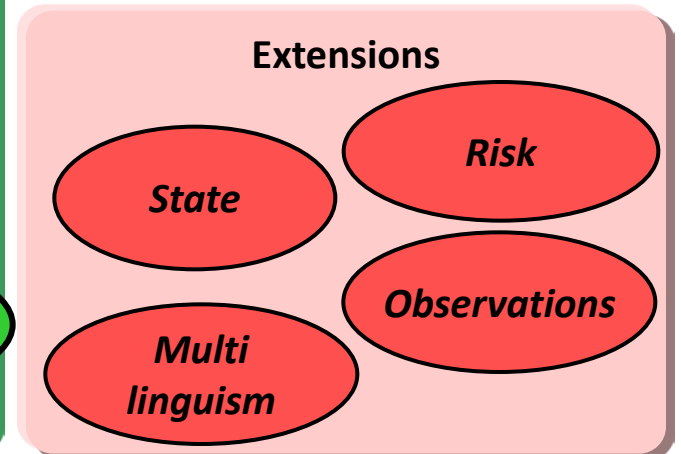 Extensions
Risk
State
Observations
Multi
linguism